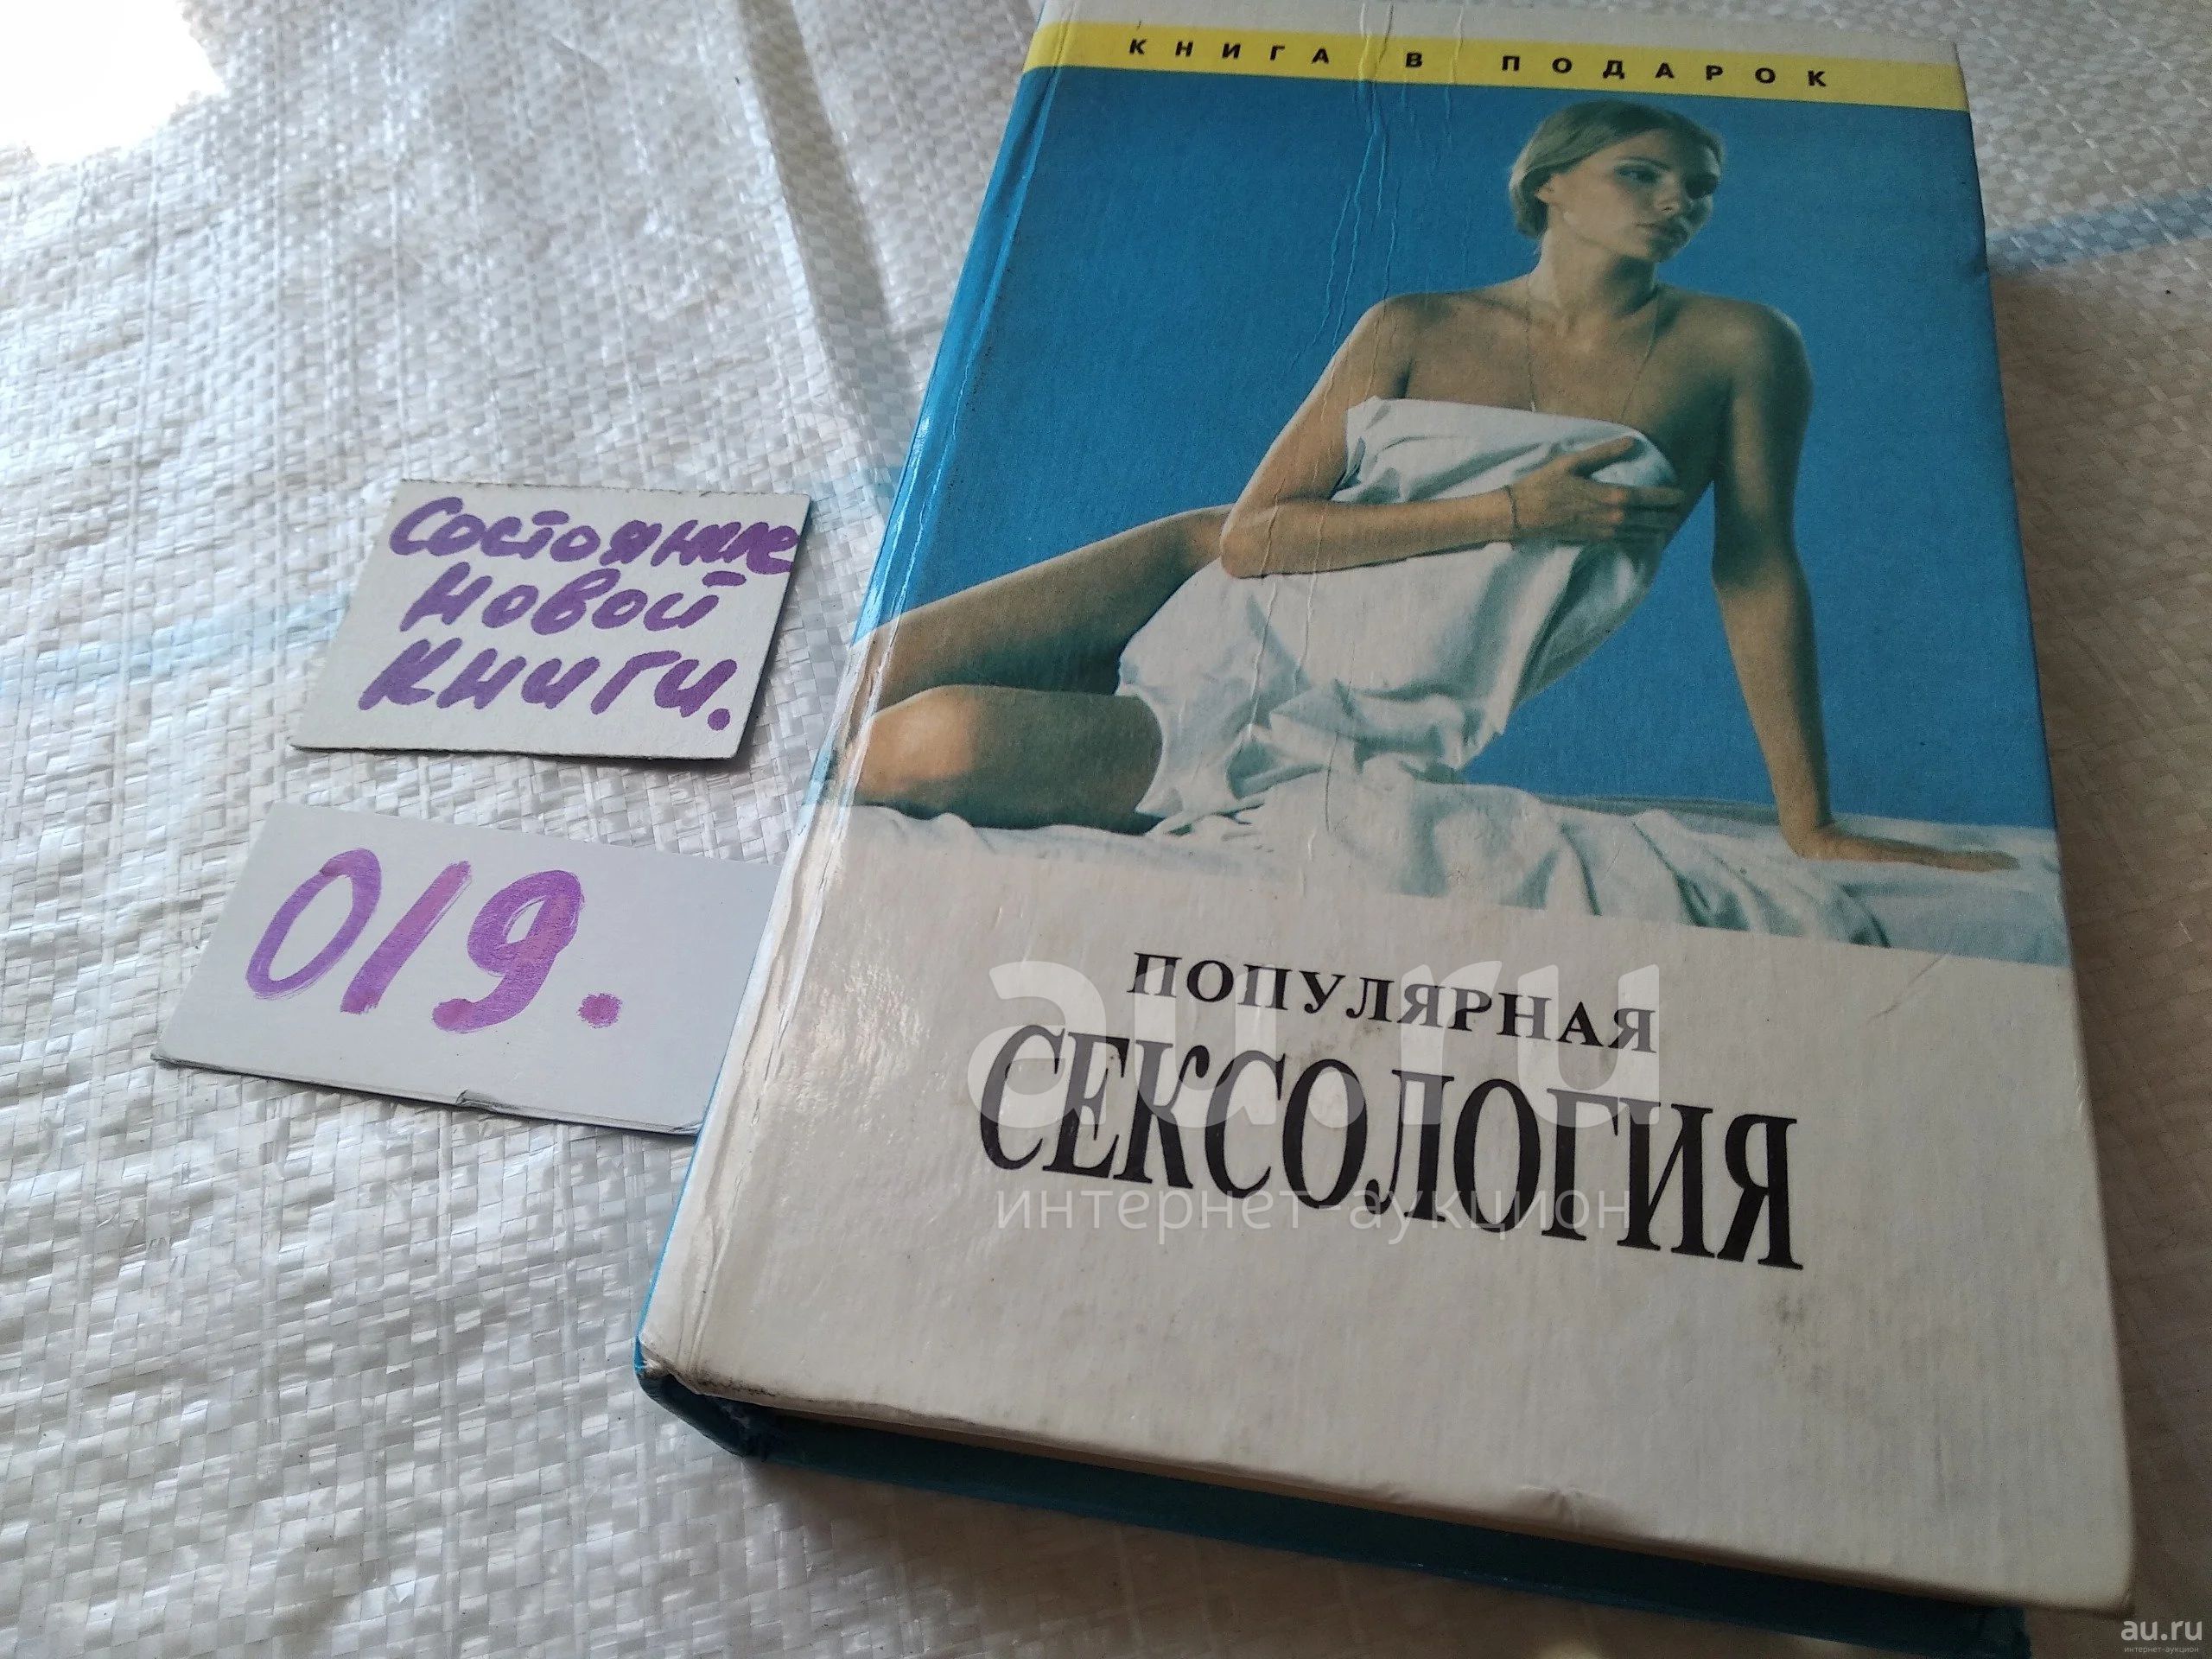 КНИГА В ПОДАРОК
Состояние
новой
книги.
019.
ПОПУЛЯРНАЯ
СЕКСОЛОГИЯ
au.ru
интернет-аукцион
au.ru
интернет-аукцион